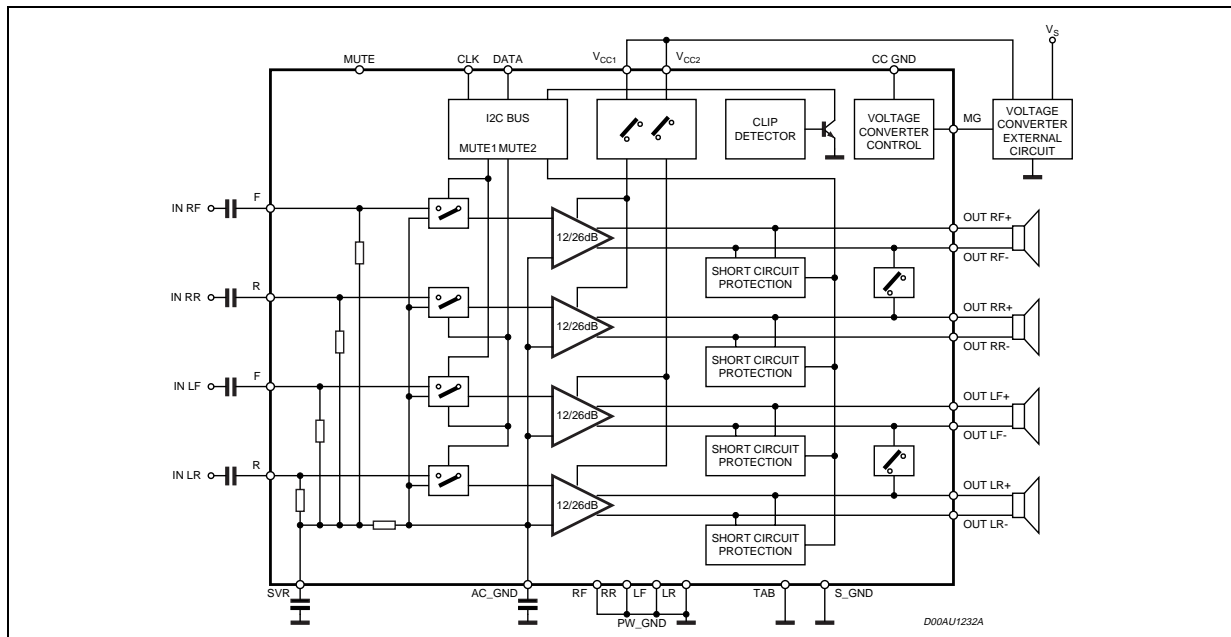 V_S
MUTE
CLK
DATA
V_CC1
V_CC2
CC GND
I2C BUS
MUTE1 MUTE2
CLIP
DETECTOR
VOLTAGE
CONVERTER
CONTROL
MG
VOLTAGE
CONVERTER
EXTERNAL
CIRCUIT
IN RF
F
12/26dB
OUT RF+
OUT RF-
SHORT CIRCUIT
PROTECTION
IN RR
R
12/26dB
OUT RR+
OUT RR-
SHORT CIRCUIT
PROTECTION
IN LF
F
12/26dB
OUT LF+
OUT LF-
SHORT CIRCUIT
PROTECTION
IN LR
R
12/26dB
OUT LR+
OUT LR-
SHORT CIRCUIT
PROTECTION
SVR
AC_GND
RF
RR
LF
LR
PW_GND
TAB
S_GND
D00AU1232A